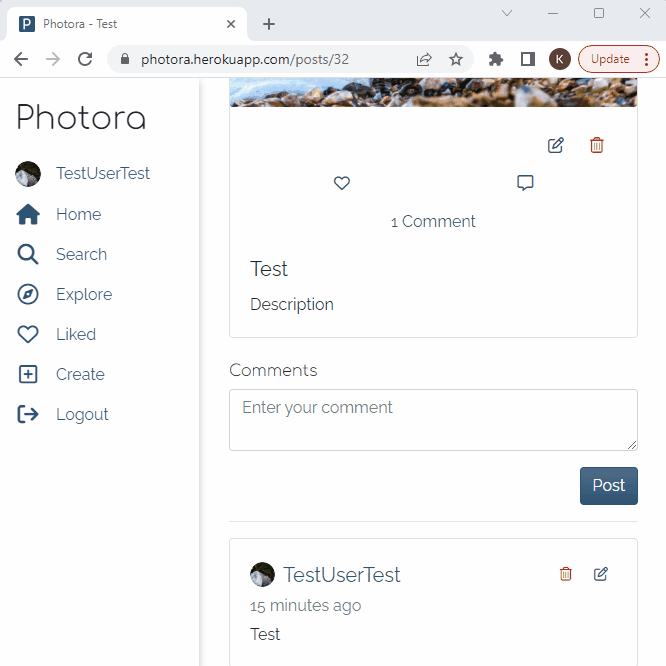 Photora - Test
photora.herokuapp.com/posts/32
K
Update
Photora
TestUserTest
Home
Search
Explore
Liked
Create
Logout
1 Comment
Test
Description
Comments
Enter your comment
Post
TestUserTest
15 minutes ago
Test